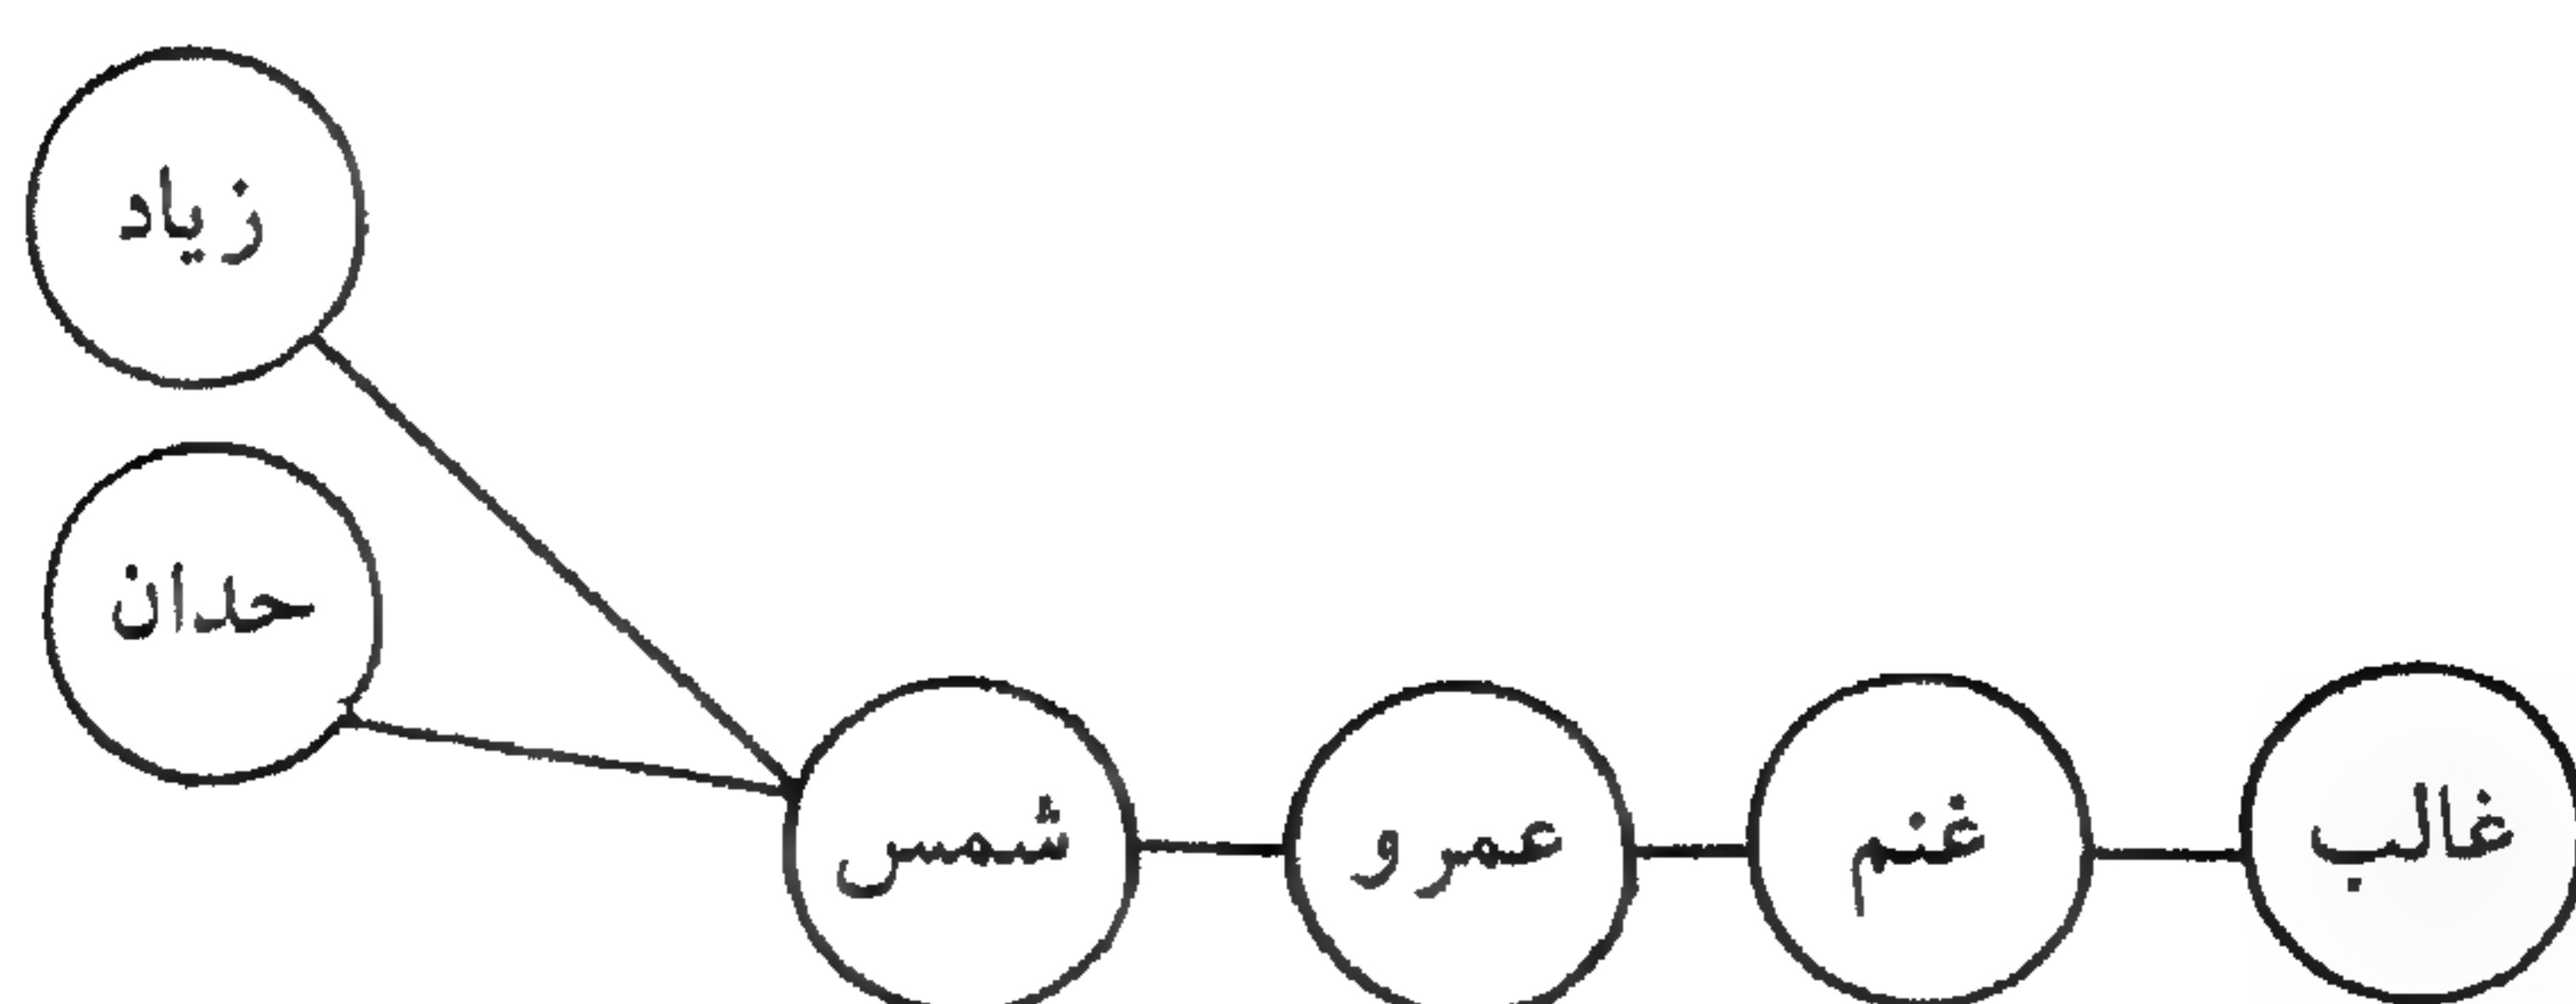 زياد
حدان
غالب
غنم
عمرو
شمس